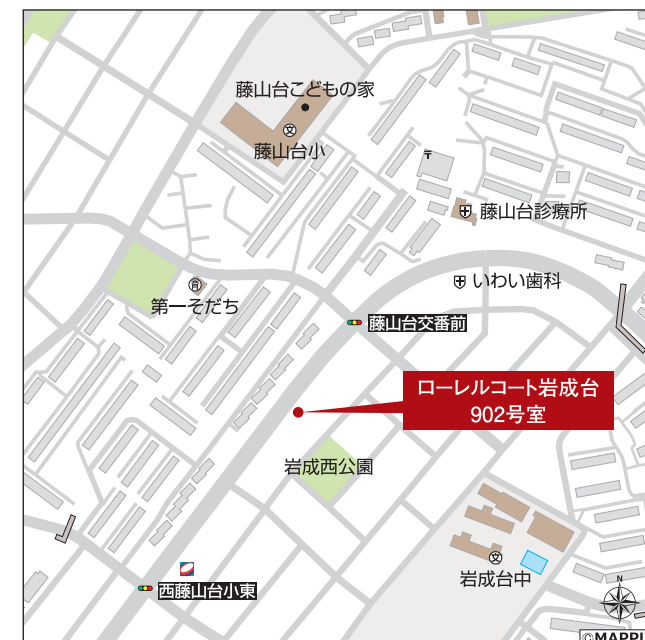 藤山台こどもの家
文
藤山台小
〒
藤山台診療所
いわい歯科
育
第一そだち
藤山台交番前
ローレルコート岩成台
902号室
岩成西公園
文
岩成台中
西藤山台小東
N
©MAPPL